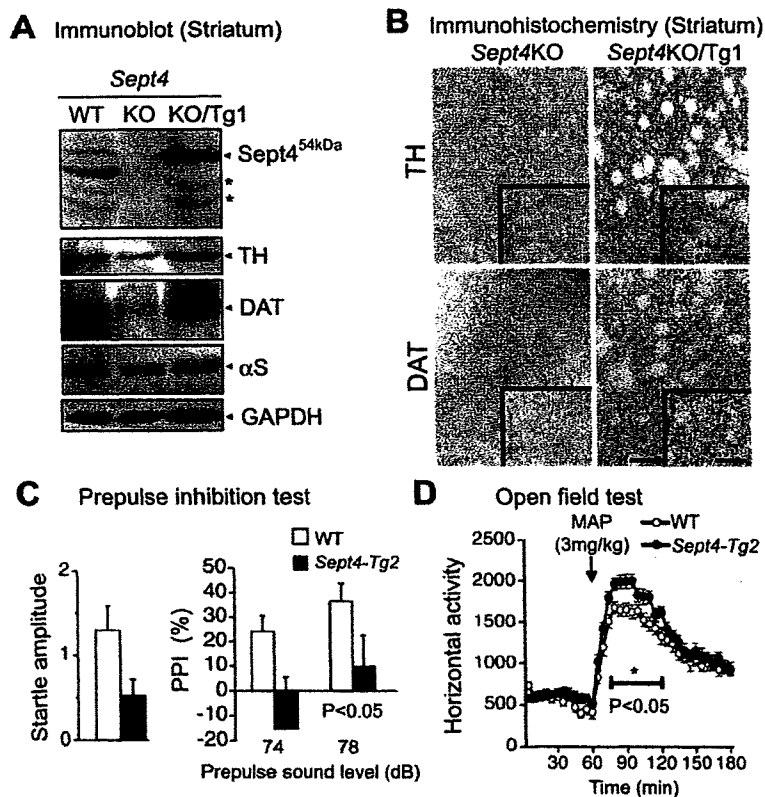 A Immunoblot (Striatum)
Sept4
WT KO KO/Tg1
Sept4^54kDa
*
*
TH
DAT
αS
GAPDH
B Immunohistochemistry (Striatum)
Sept4KO Sept4KO/Tg1
TH
DAT
C Prepulse inhibition test
WT
Sept4-Tg2
Startle amplitude
2
1
0
PPI (%)
50
40
30
20
10
0
-10
-20
P<0.05
74 78
Prepulse sound level (dB)
D Open field test
MAP
(3mg/kg)
WT
Sept4-Tg2
Horizontal activity
2500
2000
1500
1000
500
0
*
P<0.05
30 60 90 120 150 180
Time (min)